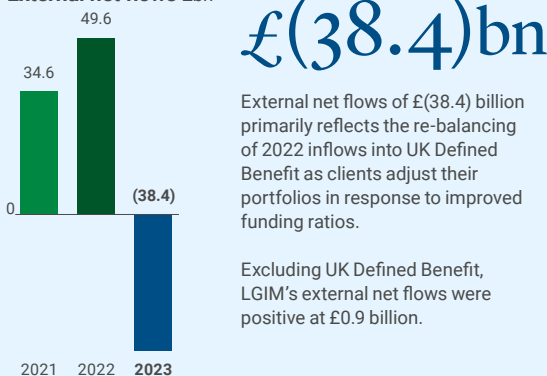 £(38.4)bn
49.6
34.6
(38.4)
0
2021 2022 2023
External net flows of £(38.4) billion
primarily reflects the re-balancing
of 2022 inflows into UK Defined
Benefit as clients adjust their
portfolios in response to improved
funding ratios.
Excluding UK Defined Benefit,
LGIM’s external net flows were
positive at £0.9 billion.